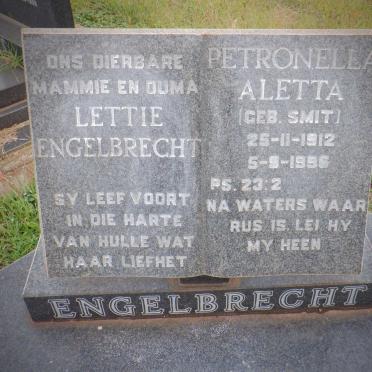 ONS DIERBARE
MAMMIE EN OUMA
LETTIE
ENGELBRECHT
SY LEEF VOORT
IN DIE HARTE
VAN HULLE WAT
HAAR LIEFHET
PETRONELLA
ALETTA
(GEB. SMIT)
25-11-1912
5-9-1996
PS. 23:2
NA WATERS WAAR
RUS IS, LEI HY
MY HEEN
ENGELBRECHT